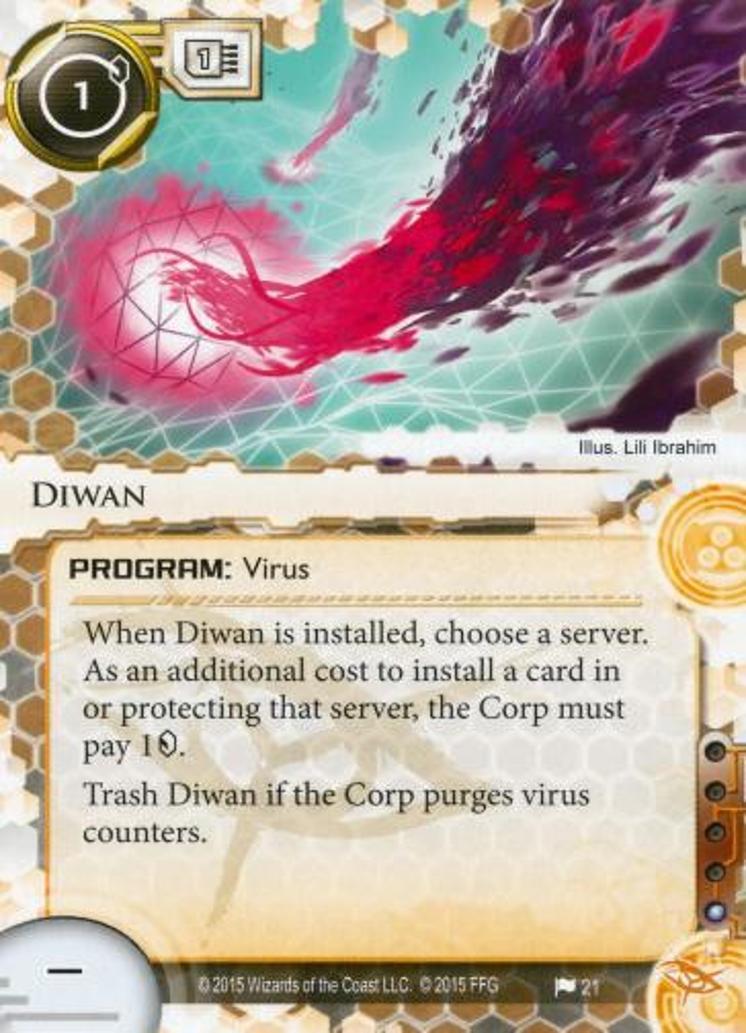 1
1
Illus. Lili Ibrahim
DIWAN
PROGRAM: Virus
When Diwan is installed, choose a server.
As an additional cost to install a card in
or protecting that server, the Corp must
pay 1.
Trash Diwan if the Corp purges virus
counters.
–
© 2015 Wizards of the Coast LLC. © 2015 FFG 21